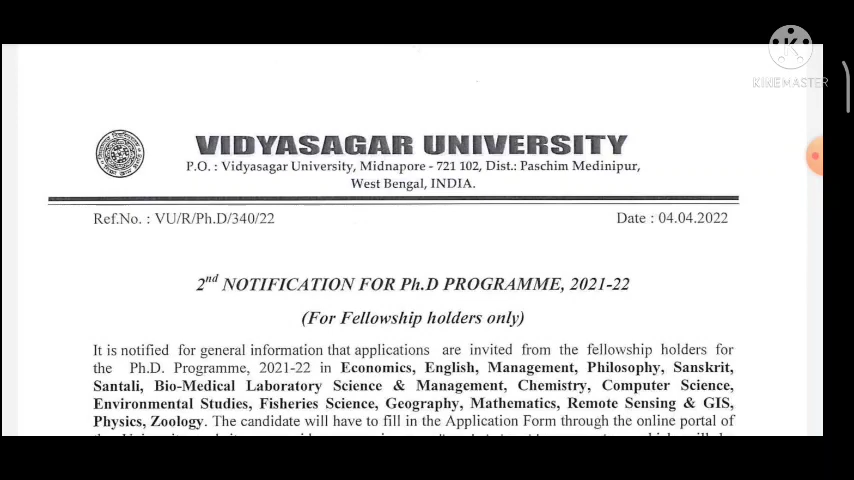 KINEMASTER
VIDYASAGAR UNIVERSITY
P.O. : Vidyasagar University, Midnapore - 721 102, Dist.: Paschim Medinipur,
West Bengal, INDIA.
Ref.No. : VU/R/Ph.D/340/22 Date : 04.04.2022
2nd NOTIFICATION FOR Ph.D PROGRAMME, 2021-22
(For Fellowship holders only)
It is notified for general information that applications are invited from the fellowship holders for
the Ph.D. Programme, 2021-22 in Economics, English, Management, Philosophy, Sanskrit,
Santali, Bio-Medical Laboratory Science & Management, Chemistry, Computer Science,
Environmental Studies, Fisheries Science, Geography, Mathematics, Remote Sensing & GIS,
Physics, Zoology. The candidate will have to fill in the Application Form through the online portal of